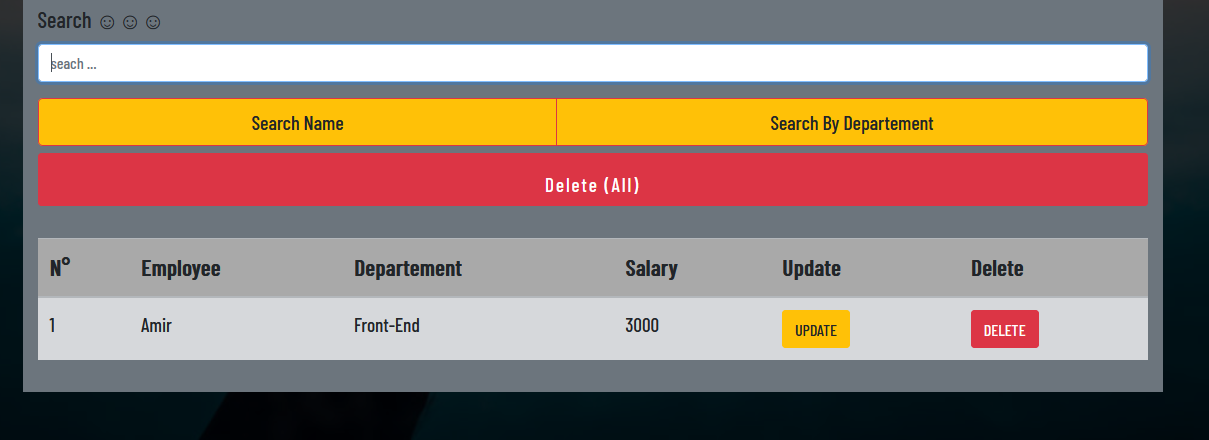 Search ☺☺☺
seach ...
Search Name Search By Departement
Delete (All)
N° Employee Departement Salary Update Delete
1 Amir Front-End 3000 UPDATE DELETE